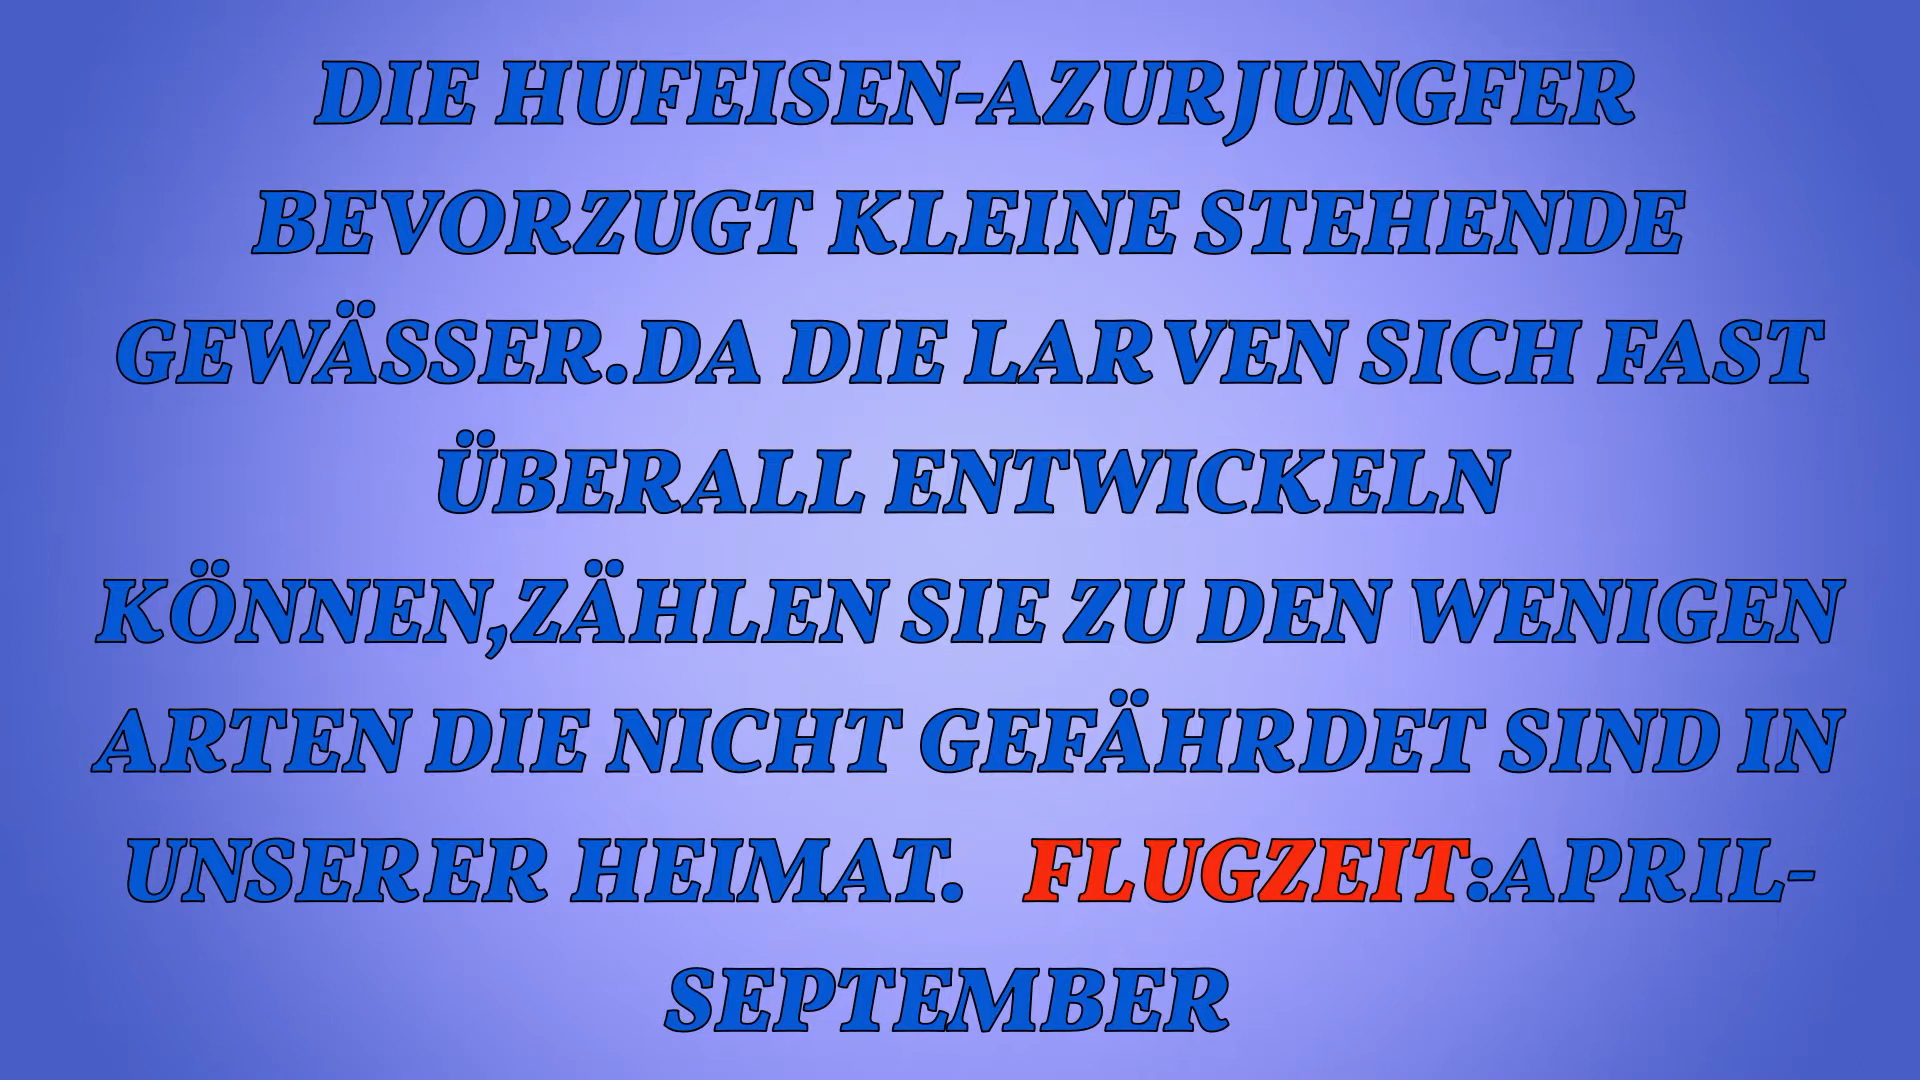 DIE HUFEISEN-AZURJUNGFER
BEVORZUGT KLEINE STEHENDE
GEWÄSSER.DA DIE LARVEN SICH FAST
ÜBERALL ENTWICKELN
KÖNNEN,ZÄHLEN SIE ZU DEN WENIGEN
ARTEN DIE NICHT GEFÄHRDET SIND IN
UNSERER HEIMAT. FLUGZEIT:APRIL-
SEPTEMBER